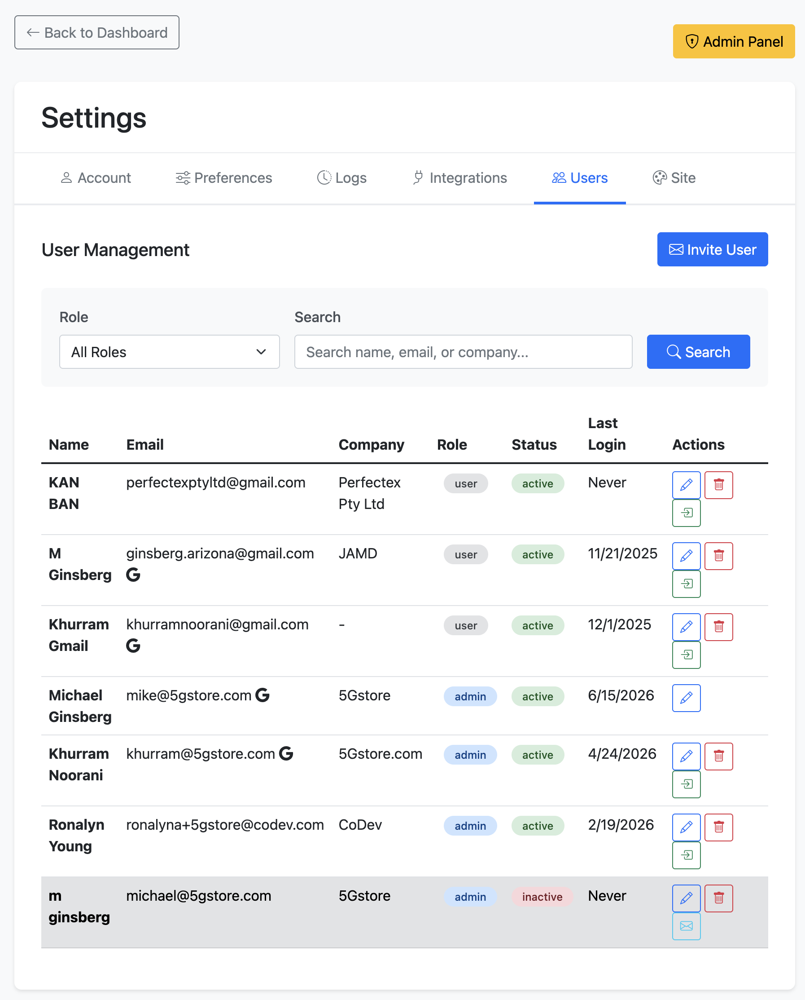 ← Back to Dashboard
Admin Panel
Settings
Account Preferences Logs Integrations Users Site
User Management
Invite User
Role Search
All Roles Search name, email, or company... Search
Last
Name Email Company Role Status Login Actions
KAN perfectexptyltd@gmail.com Perfectex user active Never
BAN Pty Ltd
M ginsberg.arizona@gmail.com JAMD user active 11/21/2025
Ginsberg G
Khurram khurramnoorani@gmail.com - user active 12/1/2025
Gmail G
Michael mike@5gstore.com G 5Gstore admin active 6/15/2026
Ginsberg
Khurram khurram@5gstore.com G 5Gstore.com admin active 4/24/2026
Noorani
Ronalyn ronalyna+5gstore@codev.com CoDev admin active 2/19/2026
Young
m michael@5gstore.com 5Gstore admin inactive Never
ginsberg